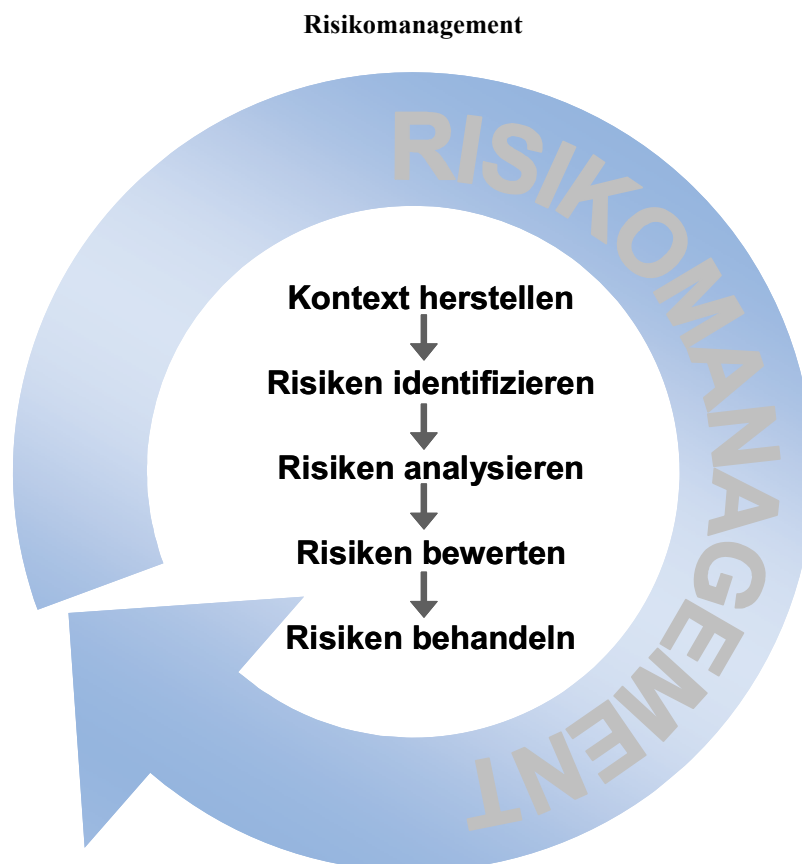 Risikomanagement
RISIKOMANAGEMENT
Kontext herstellen
Risiken identifizieren
Risiken analysieren
Risiken bewerten
Risiken behandeln